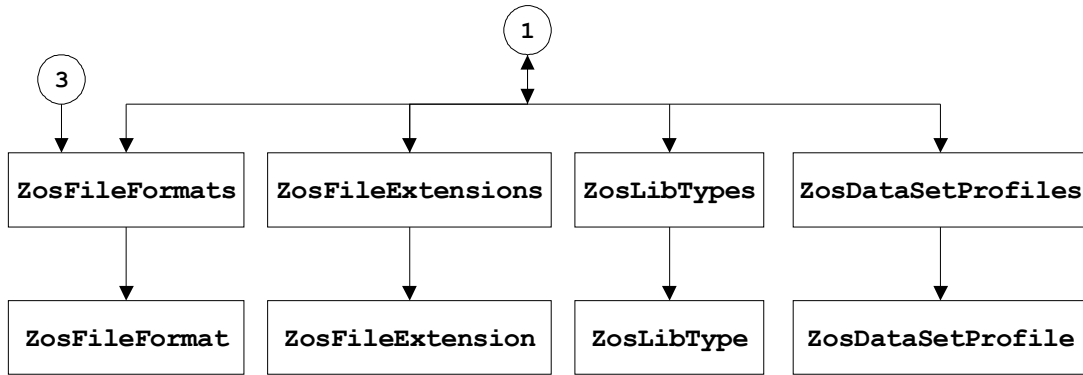 1
3
ZosFileFormats
ZosFileExtensions
ZosLibTypes
ZosDataSetProfiles
ZosFileFormat
ZosFileExtension
ZosLibType
ZosDataSetProfile